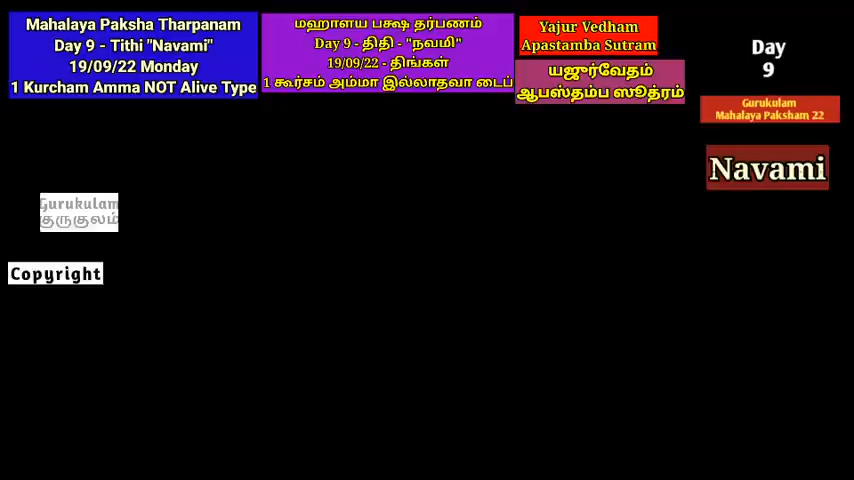 Mahalaya Paksha Tharpanam
Day 9 - Tithi "Navami"
19/09/22 Monday
1 Kurcham Amma NOT Alive Type
மஹாளய பக்ஷ தர்பணம்
Day 9 - திதி - "நவமி"
19/09/22 - திங்கள்
1 கூர்சம் அம்மா இல்லாதவா டைப்
Yajur Vedham
Apastamba Sutram
யஜுர்வேதம்
ஆபஸ்தம்ப ஸூத்ரம்
Day
9
Gurukulam
Mahalaya Paksham 22
Navami
Gurukulam
குருகுலம்
Copyright